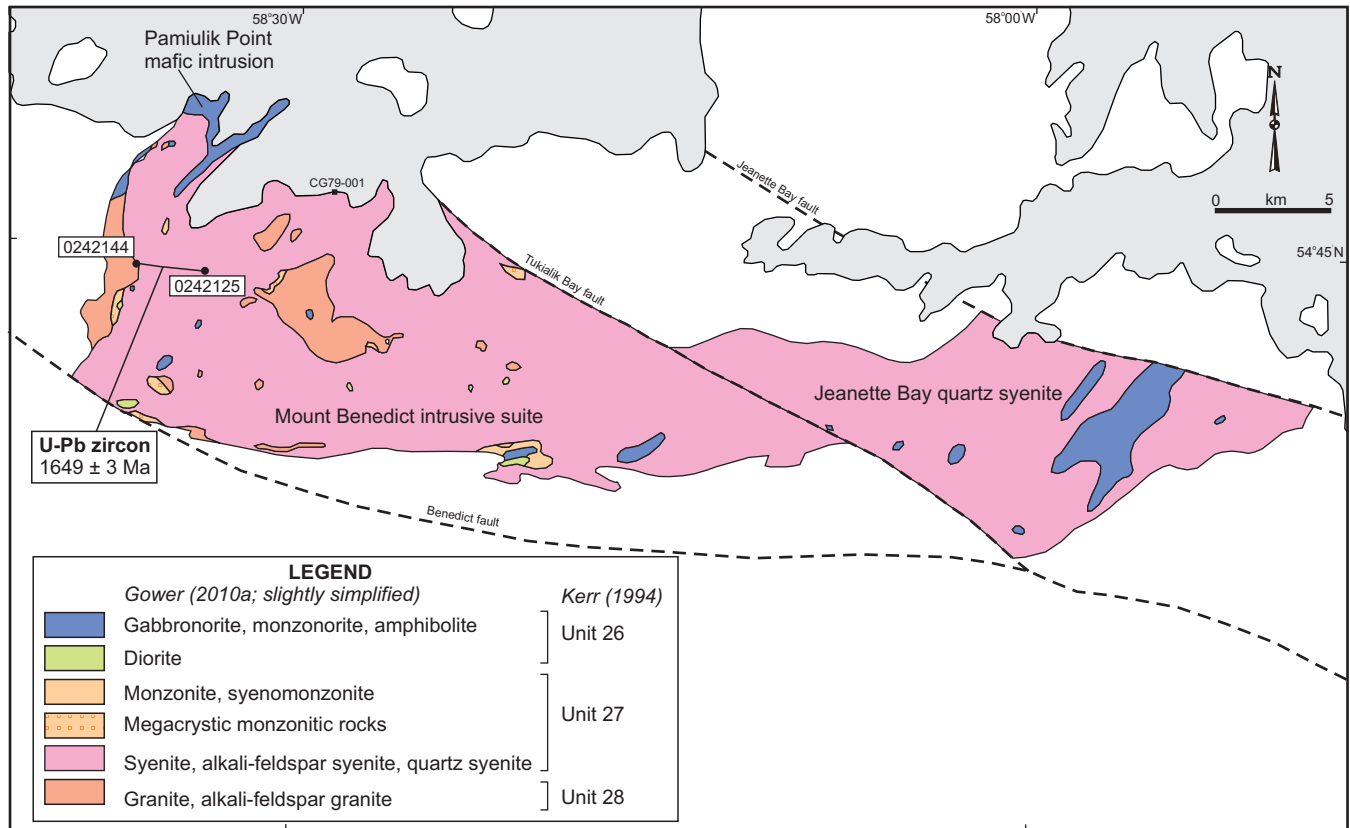 58°30'W
58°00'W
Pamiulik Point
mafic intrusion
N
Jeanette Bay fault
CG79-001
0 km 5
0242144
54°45'N
0242125
Tukialik Bay fault
Jeanette Bay quartz syenite
Mount Benedict intrusive suite
U-Pb zircon
1649 ± 3 Ma
Benedict fault
LEGEND
Gower (2010a; slightly simplified) Kerr (1994)
Gabbronorite, monzonorite, amphibolite
Unit 26
Diorite
Monzonite, syenomonzonite
Unit 27
Megacrystic monzonitic rocks
Syenite, alkali-feldspar syenite, quartz syenite
Granite, alkali-feldspar granite Unit 28